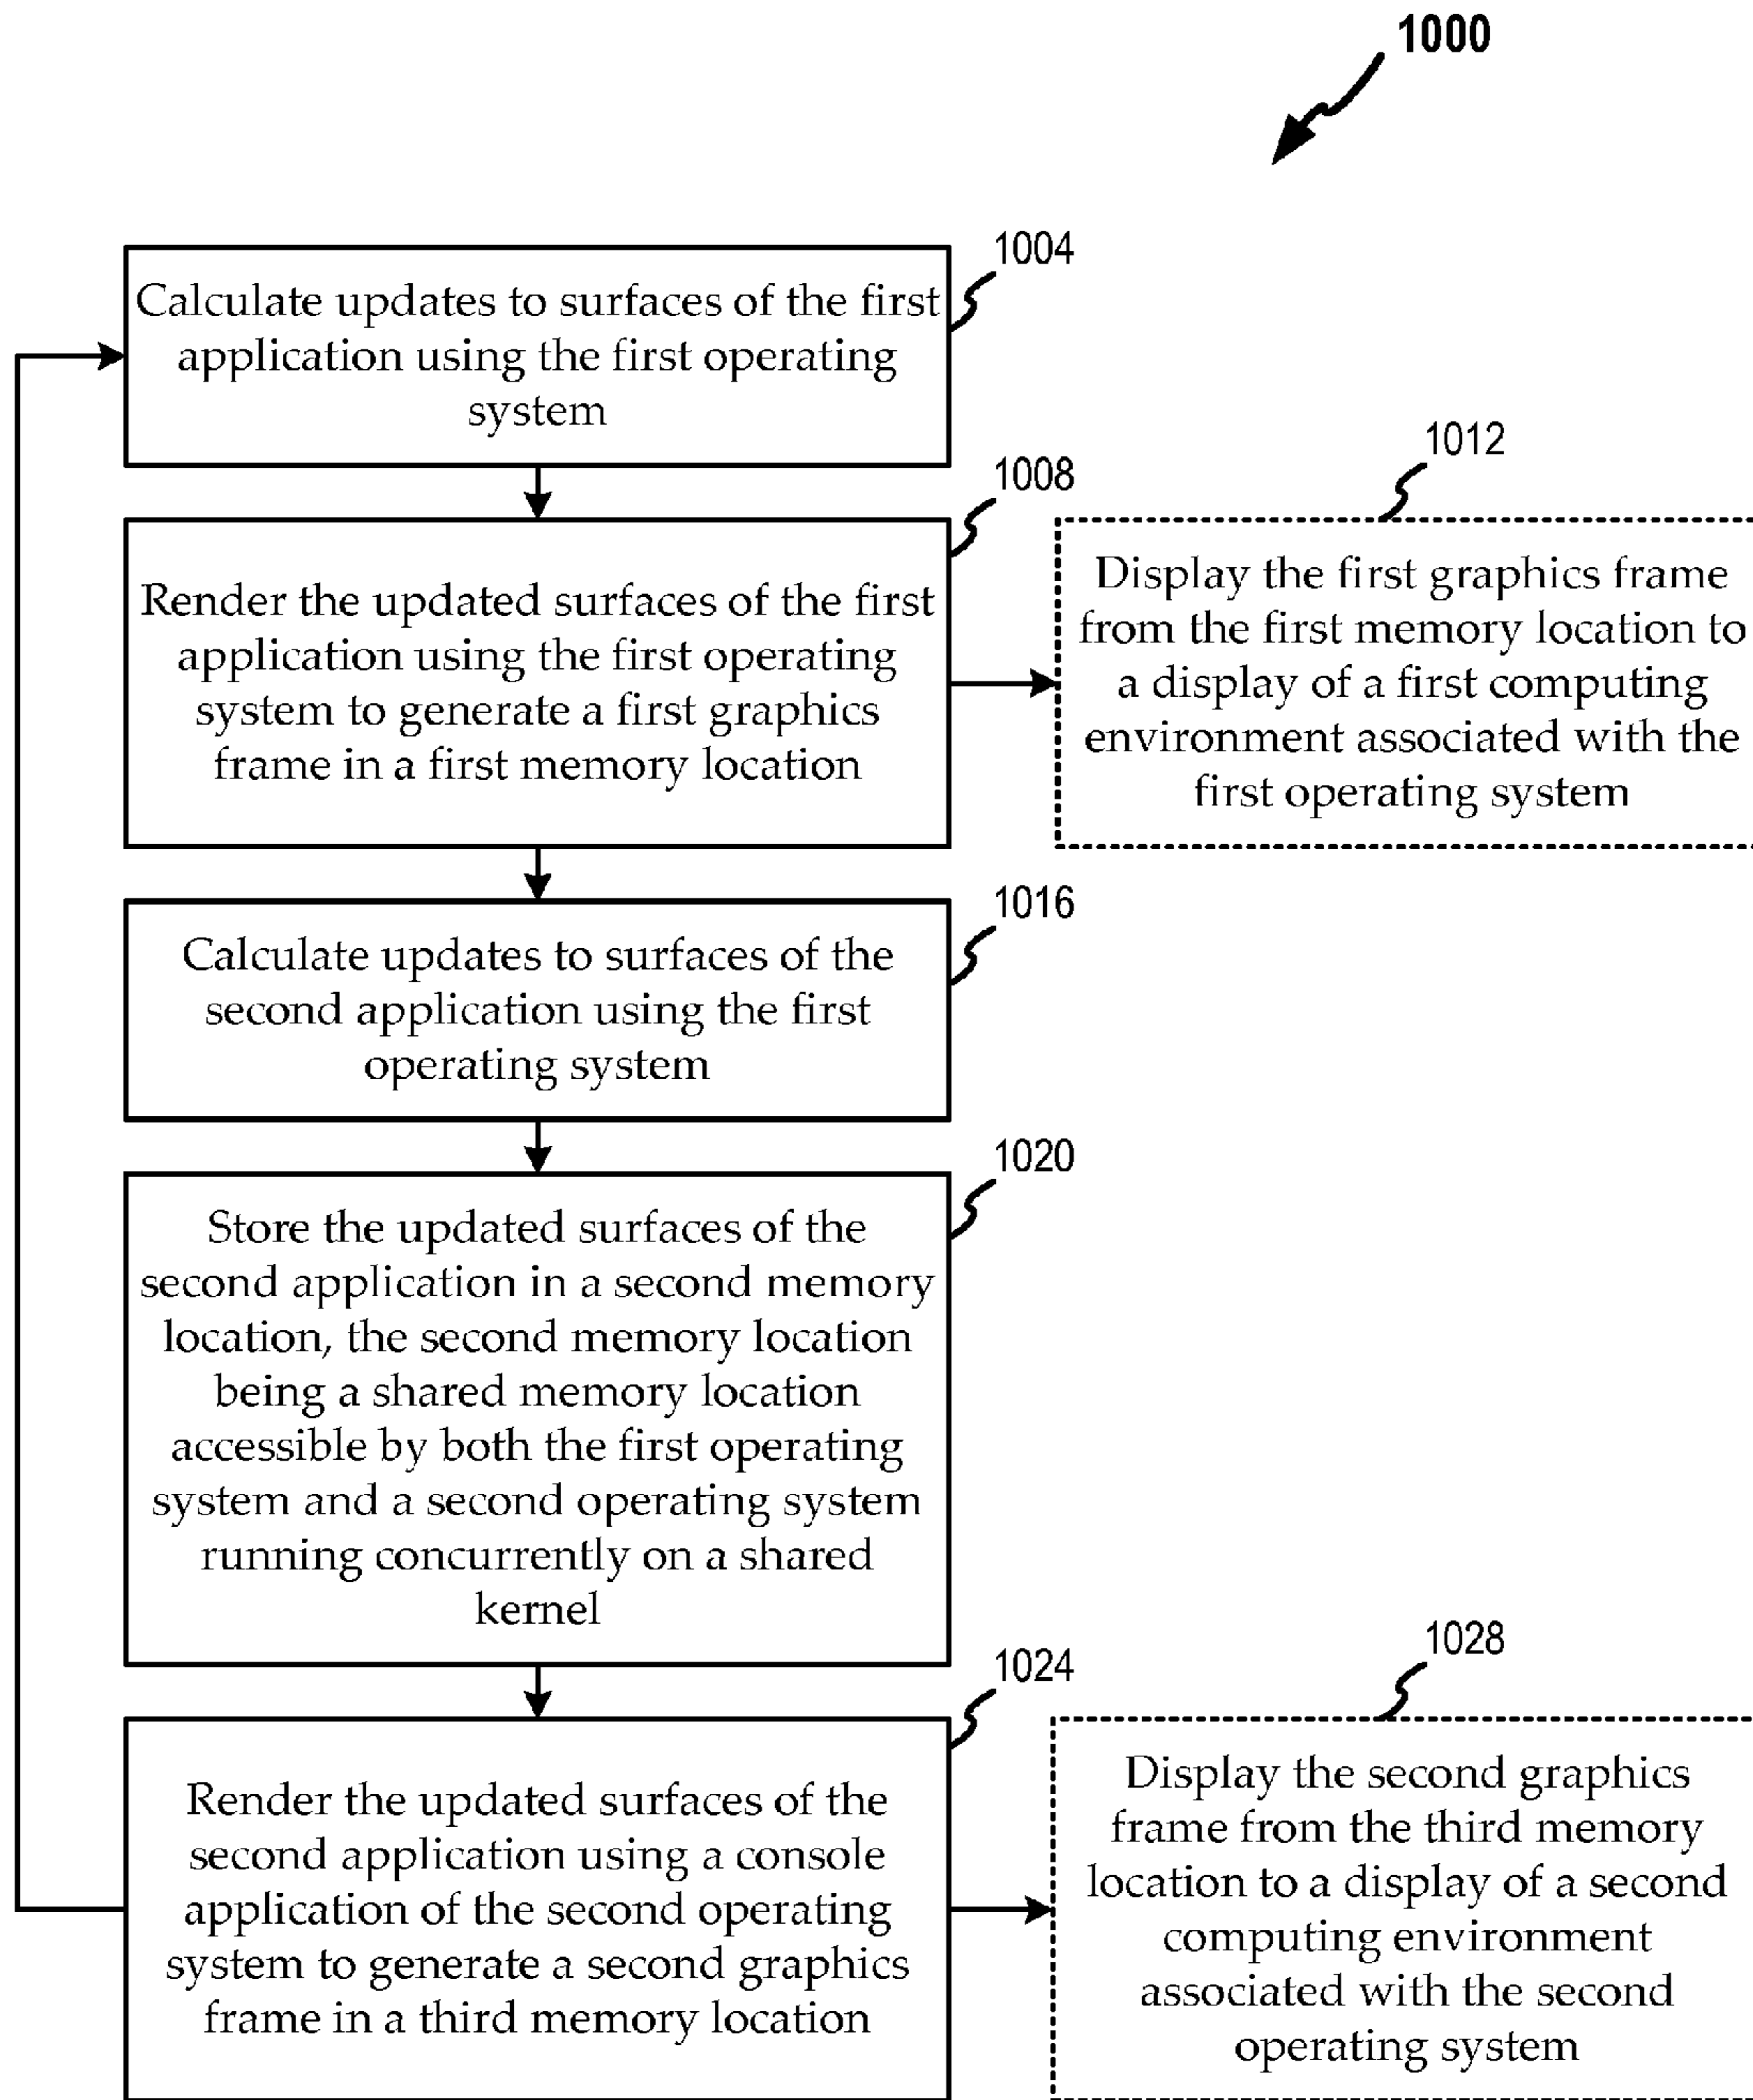 1000
1004
Calculate updates to surfaces of the first
application using the first operating
system
1008
Render the updated surfaces of the first
application using the first operating
system to generate a first graphics
frame in a first memory location
1012
Display the first graphics frame
from the first memory location to
a display of a first computing
environment associated with the
first operating system
1016
Calculate updates to surfaces of the
second application using the first
operating system
1020
Store the updated surfaces of the
second application in a second memory
location, the second memory location
being a shared memory location
accessible by both the first operating
system and a second operating system
running concurrently on a shared
kernel
1024
Render the updated surfaces of the
second application using a console
application of the second operating
system to generate a second graphics
frame in a third memory location
1028
Display the second graphics
frame from the third memory
location to a display of a second
computing environment
associated with the second
operating system